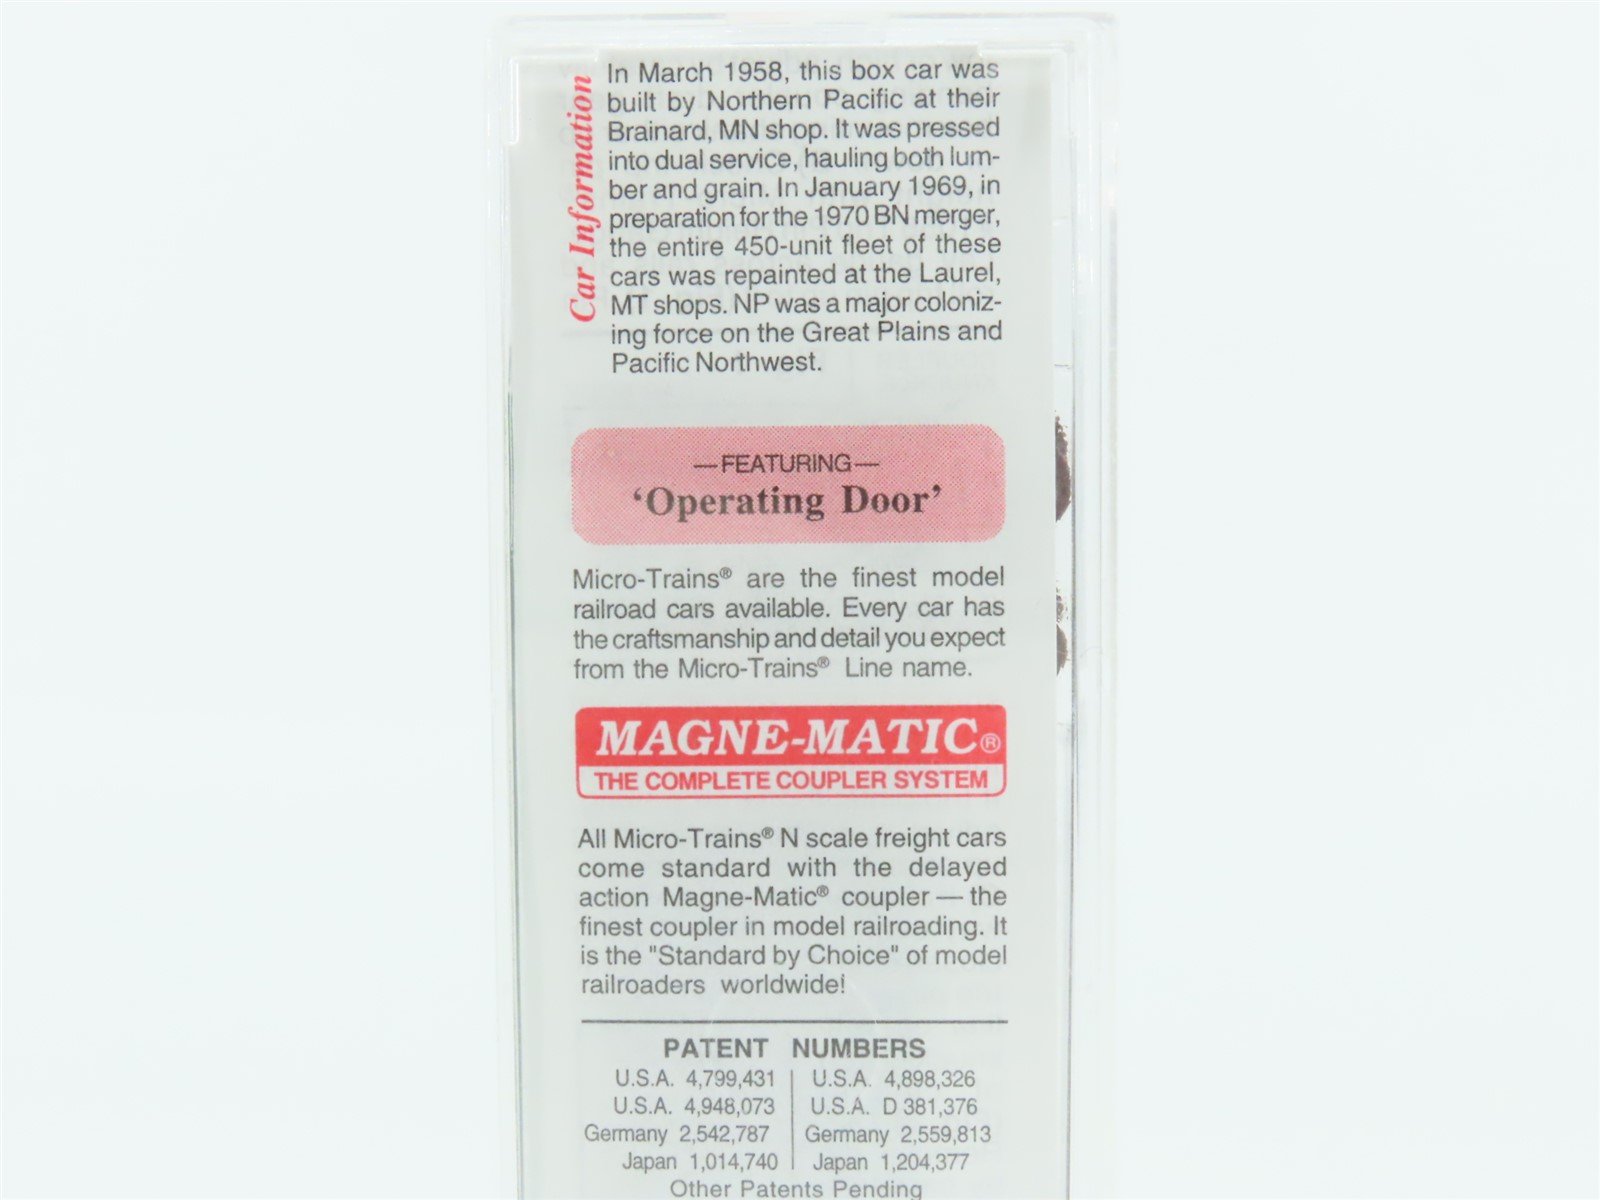 Car Information
In March 1958, this box car was
built by Northern Pacific at their
Brainard, MN shop. It was pressed
into dual service, hauling both lum-
ber and grain. In January 1969, in
preparation for the 1970 BN merger,
the entire 450-unit fleet of these
cars was repainted at the Laurel,
MT shops. NP was a major coloniz-
ing force on the Great Plains and
Pacific Northwest.
—FEATURING—
‘Operating Door’
Micro-Trains® are the finest model
railroad cars available. Every car has
the craftsmanship and detail you expect
from the Micro-Trains® Line name.
MAGNE-MATIC®
THE COMPLETE COUPLER SYSTEM
All Micro-Trains® N scale freight cars
come standard with the delayed
action Magne-Matic® coupler — the
finest coupler in model railroading. It
is the "Standard by Choice" of model
railroaders worldwide!
PATENT NUMBERS
U.S.A. 4,799,431 | U.S.A. 4,898,326
U.S.A. 4,948,073 | U.S.A. D 381,376
Germany 2,542,787 | Germany 2,559,813
Japan 1,014,740 | Japan 1,204,377
Other Patents Pending